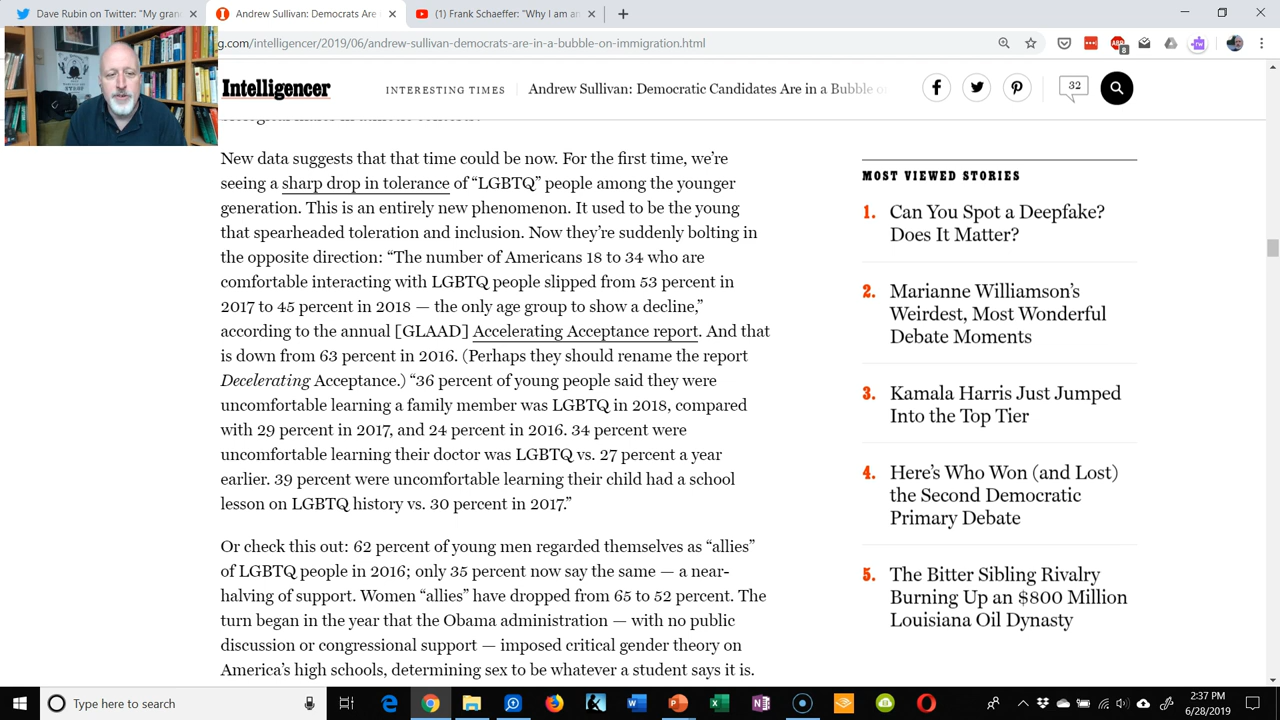 Dave Rubin on Twitter: "My gran
Andrew Sullivan: Democrats Are
(1) Frank Schaeffer: "Why I am an
g.com/intelligencer/2019/06/andrew-sullivan-democrats-are-in-a-bubble-on-immigration.html
8
Intelligencer
INTERESTING TIMES
Andrew Sullivan: Democratic Candidates Are in a Bubble o
32
New data suggests that that time could be now. For the first time, we’re
seeing a sharp drop in tolerance of “LGBTQ” people among the younger
generation. This is an entirely new phenomenon. It used to be the young
that spearheaded toleration and inclusion. Now they’re suddenly bolting in
the opposite direction: “The number of Americans 18 to 34 who are
comfortable interacting with LGBTQ people slipped from 53 percent in
2017 to 45 percent in 2018 — the only age group to show a decline,”
according to the annual [GLAAD] Accelerating Acceptance report. And that
is down from 63 percent in 2016. (Perhaps they should rename the report
Decelerating Acceptance.) “36 percent of young people said they were
uncomfortable learning a family member was LGBTQ in 2018, compared
with 29 percent in 2017, and 24 percent in 2016. 34 percent were
uncomfortable learning their doctor was LGBTQ vs. 27 percent a year
earlier. 39 percent were uncomfortable learning their child had a school
lesson on LGBTQ history vs. 30 percent in 2017.”
Or check this out: 62 percent of young men regarded themselves as “allies”
of LGBTQ people in 2016; only 35 percent now say the same — a near-
halving of support. Women “allies” have dropped from 65 to 52 percent. The
turn began in the year that the Obama administration — with no public
discussion or congressional support — imposed critical gender theory on
America’s high schools, determining sex to be whatever a student says it is.
MOST VIEWED STORIES
1. Can You Spot a Deepfake?
Does It Matter?
2. Marianne Williamson’s
Weirdest, Most Wonderful
Debate Moments
3. Kamala Harris Just Jumped
Into the Top Tier
4. Here’s Who Won (and Lost)
the Second Democratic
Primary Debate
5. The Bitter Sibling Rivalry
Burning Up an $800 Million
Louisiana Oil Dynasty
Type here to search
2:37 PM
6/28/2019